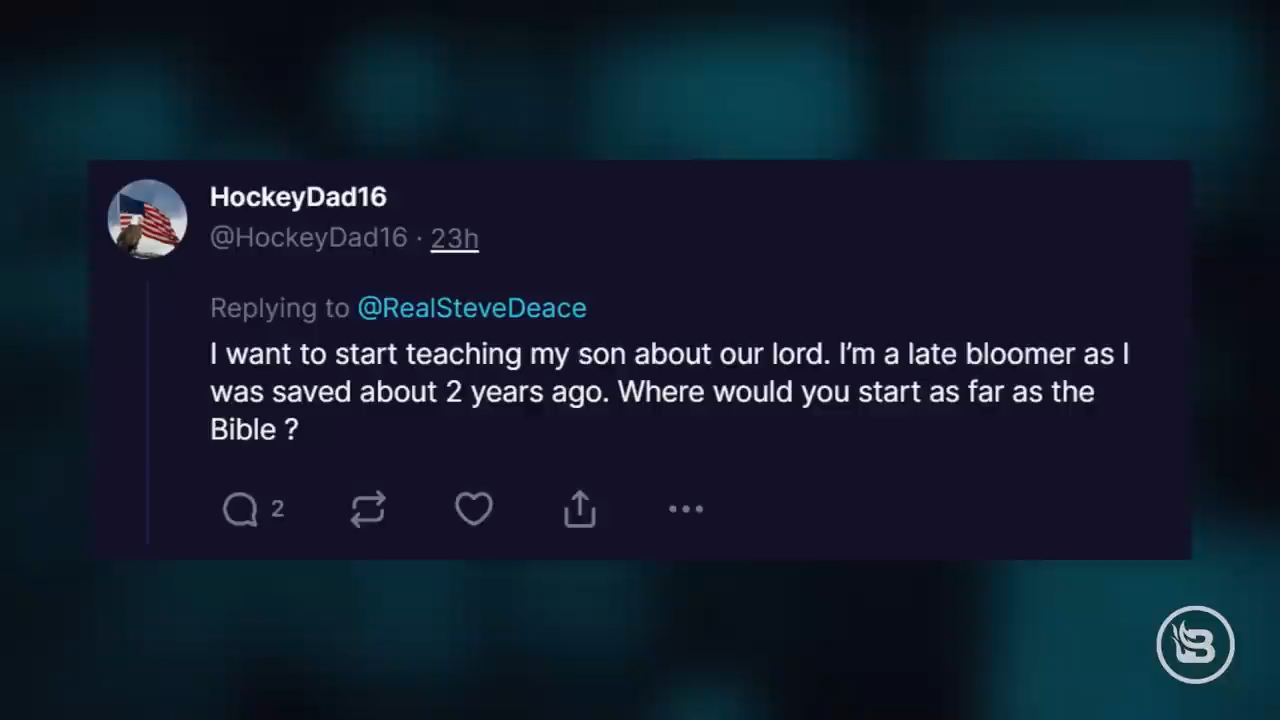 HockeyDad16
@HockeyDad16 · 23h
Replying to @RealSteveDeace
I want to start teaching my son about our lord. I’m a late bloomer as I
was saved about 2 years ago. Where would you start as far as the
Bible ?
2
B